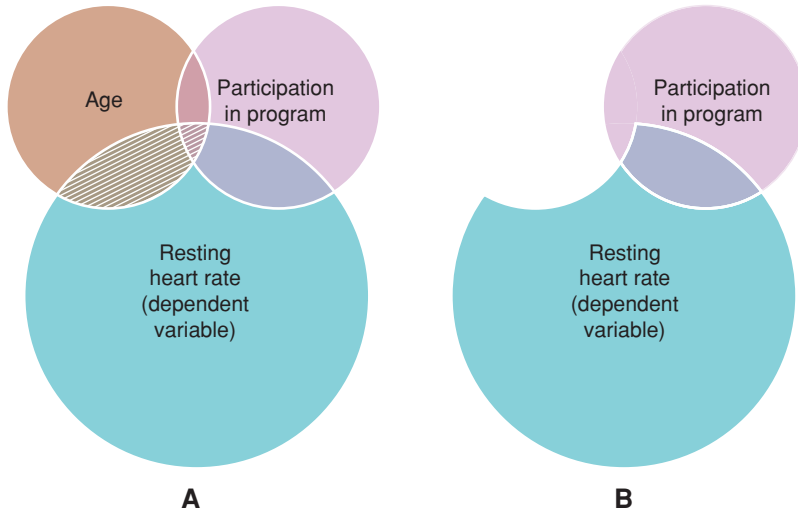 Age
Participation
in program
Resting
heart rate
(dependent
variable)
A
Participation
in program
Resting
heart rate
(dependent
variable)
B